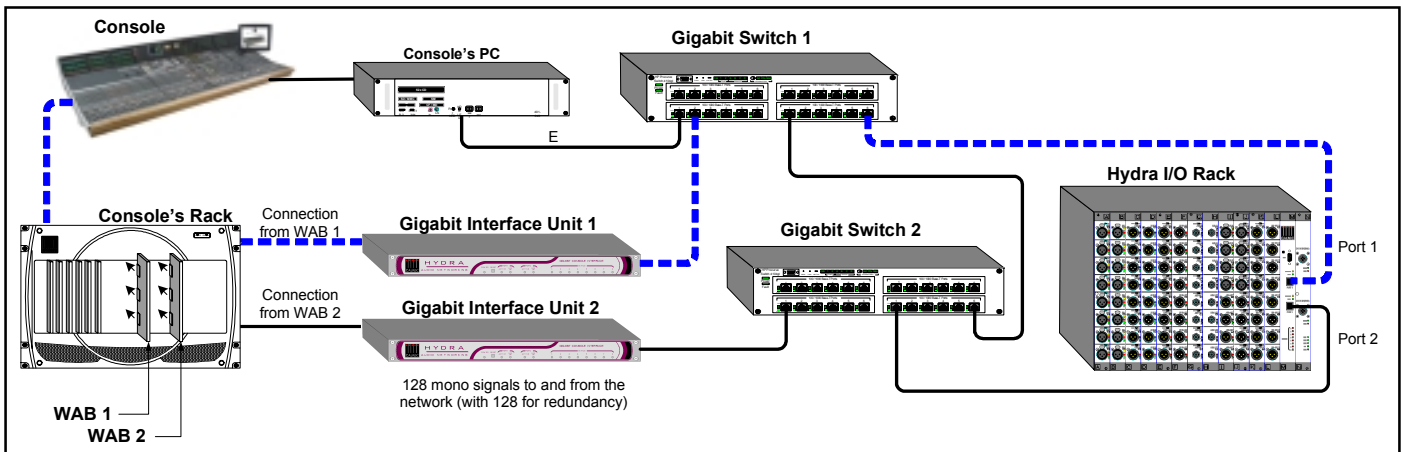 Console
Console's PC
Gigabit Switch 1
E
Hydra I/O Rack
Console's Rack
Connection
from WAB 1
Gigabit Interface Unit 1
HYDRA
Gigabit Switch 2
Port 1
Connection
from WAB 2
Gigabit Interface Unit 2
HYDRA
Port 2
128 mono signals to and from the
network (with 128 for redundancy)
WAB 1
WAB 2